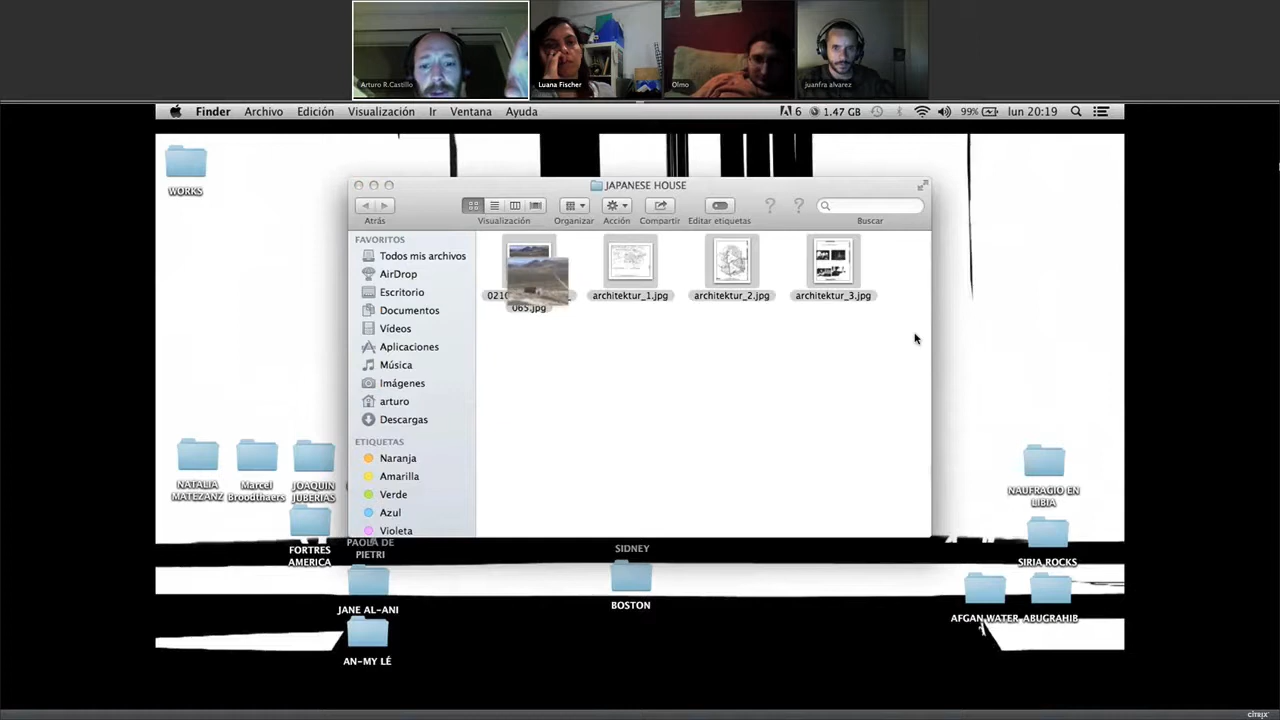 Arturo R.Castillo
Luana Fischer
Olmo
juanfra alvarez
Finder Archivo Edición Visualización Ir Ventana Ayuda
6 1.47 GB 99% lun 20:19
WORKS
JAPANESE HOUSE
Atrás Visualización Organizar Acción Compartir Editar etiquetas Buscar
FAVORITOS
Todos mis archivos
AirDrop
Escritorio
Documentos
Vídeos
Aplicaciones
Música
Imágenes
arturo
Descargas
ETIQUETAS
Naranja
Amarilla
Verde
Azul
Violeta
065.jpg
architektur_1.jpg
architektur_2.jpg
architektur_3.jpg
NATALIA
MATEZANZ
Marcel
Broodthaers
JOAQUIN
JUBERIAS
FORTRES
AMERICA
PAOLA DE
PIETRI
JANE AL-ANI
AN-MY LÉ
SIDNEY
BOSTON
NAUFRAGIO EN
LIBIA
SIRIA ROCKS
AFGAN WATER
ABUGRAHIB
CITRIX